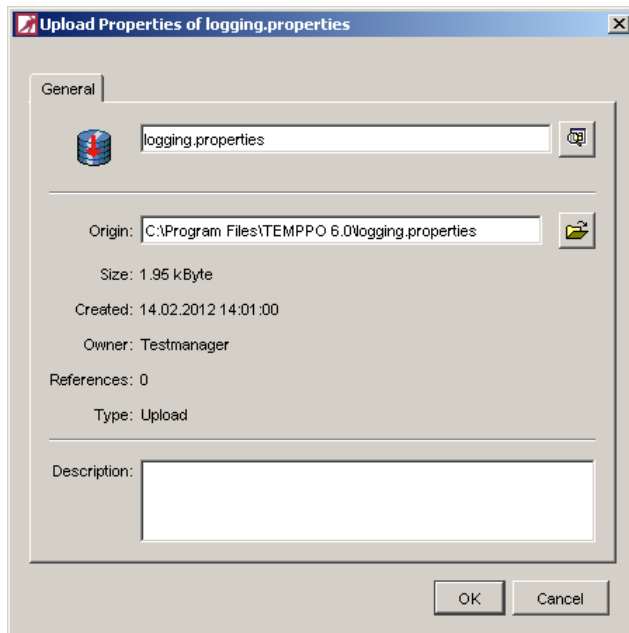 Upload Properties of logging.properties
General
logging.properties
Origin: C:\Program Files\TEMPPO 6.0\logging.properties
Size: 1.95 kByte
Created: 14.02.2012 14:01:00
Owner: Testmanager
References: 0
Type: Upload
Description:
OK Cancel